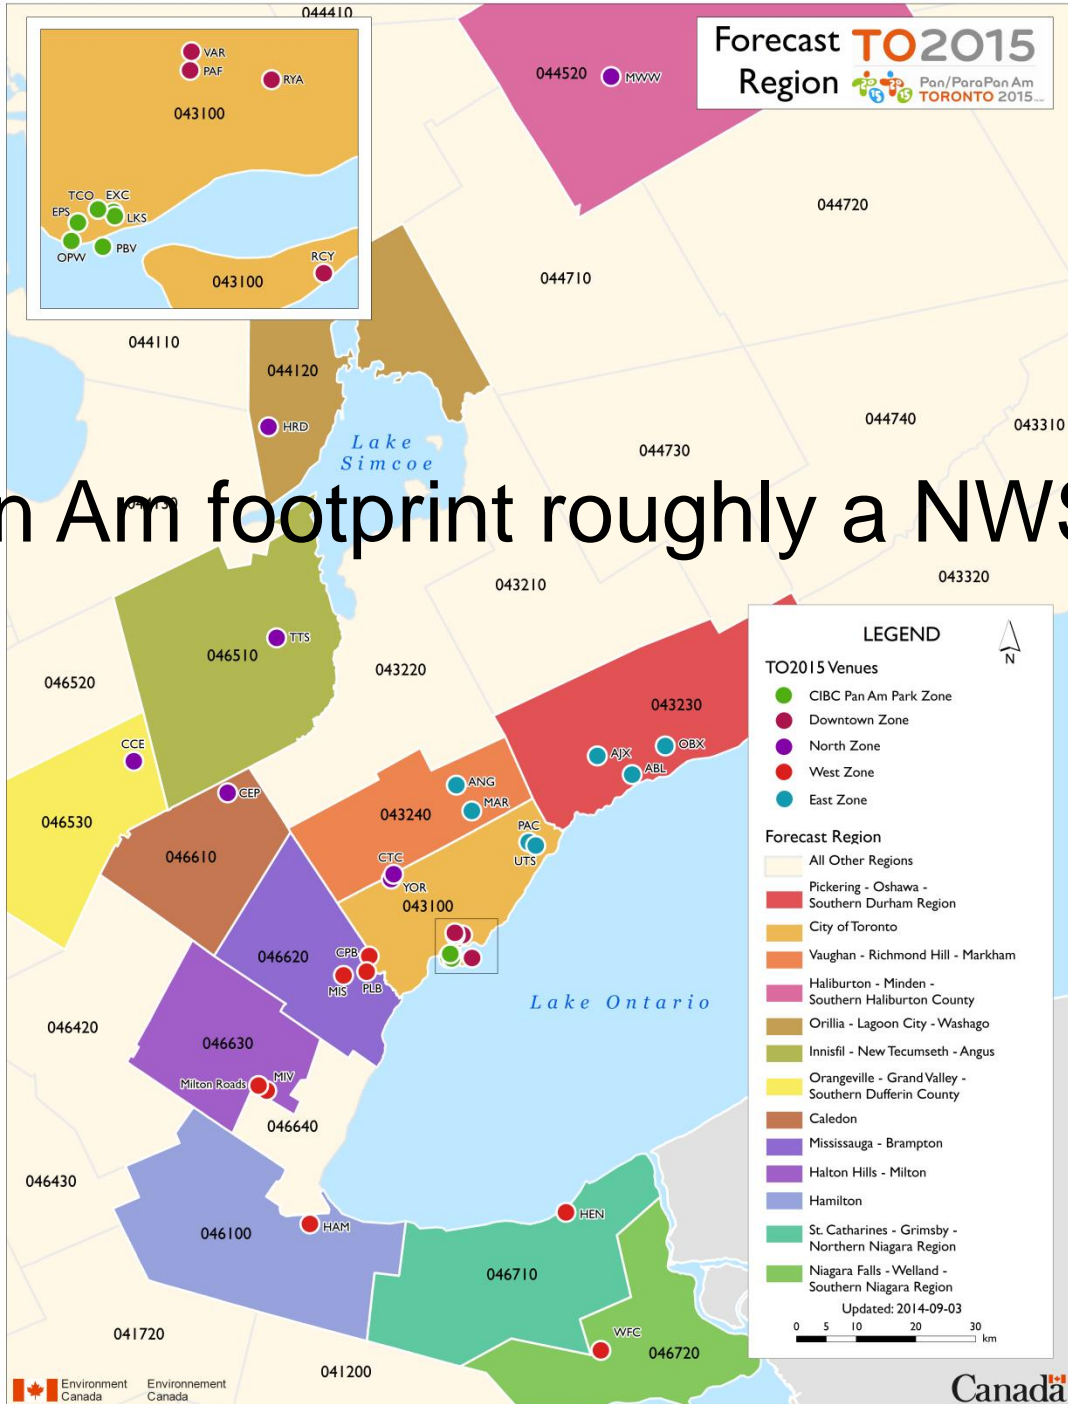 044410
Forecast
Region
TO2015
Pan/ParaPan Am
TORONTO 2015
VAR
PAF
RYA
043100
TCO
EXC
EPS
LKS
OPW
PBV
RCY
043100
044520
MWW
044720
044710
044110
044120
HRD
Lake
Simcoe
044740
043310
044730
n Am footprint roughly a NWS
043210
043320
TTS
046510
043220
046520
043230
CCE
OBX
AJX
ABL
CEP
ANG
MAR
046530
043240
PAC
UTS
046610
CTC
YOR
043100
046620
CPB
MIS
PLB
Lake Ontario
046420
046630
Milton Roads
MIV
046640
046430
HEN
HAM
046100
046710
WFC
046720
041720
041200
LEGEND
N
TO2015 Venues
CIBC Pan Am Park Zone
Downtown Zone
North Zone
West Zone
East Zone
Forecast Region
All Other Regions
Pickering - Oshawa -
Southern Durham Region
City of Toronto
Vaughan - Richmond Hill - Markham
Haliburton - Minden -
Southern Haliburton County
Orillia - Lagoon City - Washago
Innisfil - New Tecumseth - Angus
Orangeville - Grand Valley -
Southern Dufferin County
Caledon
Mississauga - Brampton
Halton Hills - Milton
Hamilton
St. Catharines - Grimsby -
Northern Niagara Region
Niagara Falls - Welland -
Southern Niagara Region
Updated: 2014-09-03
0 5 10 20 30
km
Environment
Canada
Environnement
Canada
Canada